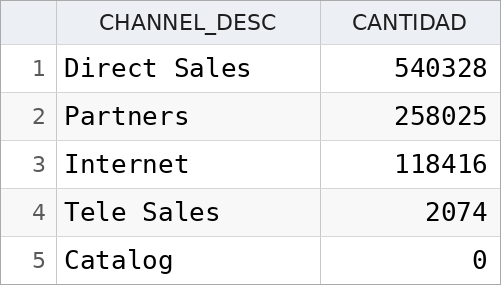 CHANNEL_DESC CANTIDAD
1 Direct Sales 540328
2 Partners 258025
3 Internet 118416
4 Tele Sales 2074
5 Catalog 0